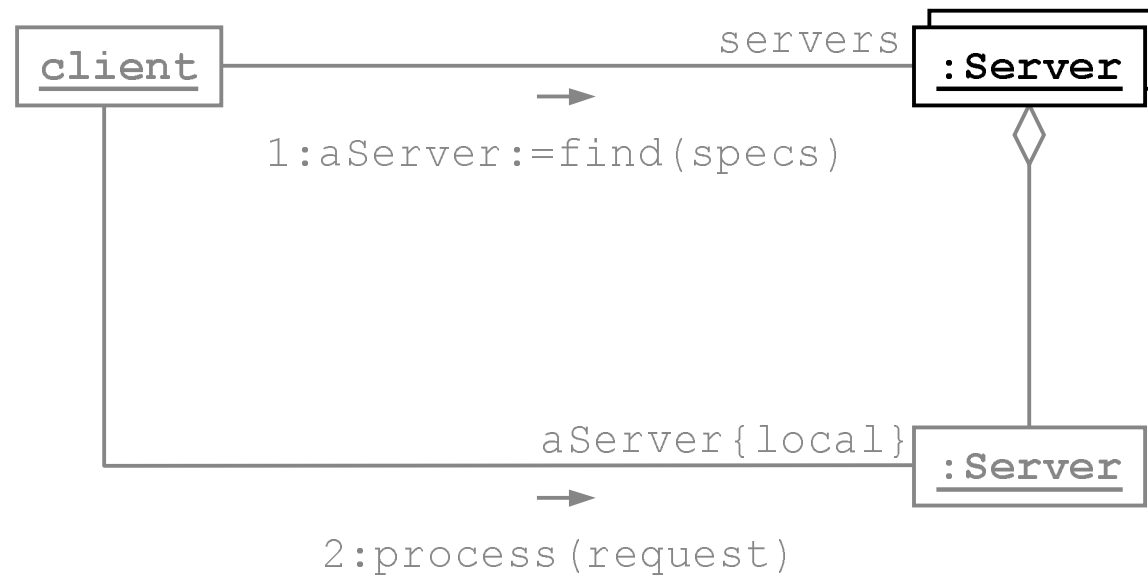 servers
client
:Server
1:aServer:=find(specs)
aServer{local}
:Server
2:process(request)